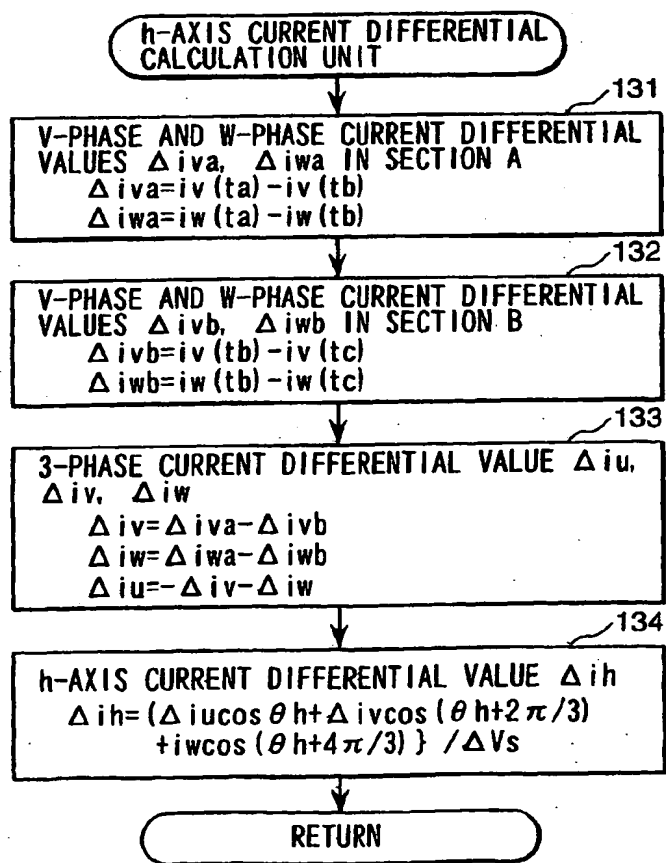 h-AXIS CURRENT DIFFERENTIAL
CALCULATION UNIT
131
V-PHASE AND W-PHASE CURRENT DIFFERENTIAL
VALUES Δiva, Δiwa IN SECTION A
Δiva=iv(ta)-iv(tb)
Δiwa=iw(ta)-iw(tb)
132
V-PHASE AND W-PHASE CURRENT DIFFERENTIAL
VALUES Δivb, Δiwb IN SECTION B
Δivb=iv(tb)-iv(tc)
Δiwb=iw(tb)-iw(tc)
133
3-PHASE CURRENT DIFFERENTIAL VALUE Δiu,
Δiv, Δiw
Δiv=Δiva-Δivb
Δiw=Δiwa-Δiwb
Δiu=-Δiv-Δiw
134
h-AXIS CURRENT DIFFERENTIAL VALUE Δih
Δih=(Δiucosθh+Δivcos(θh+2π/3)
+iwcos(θh+4π/3)}/ΔVs
RETURN